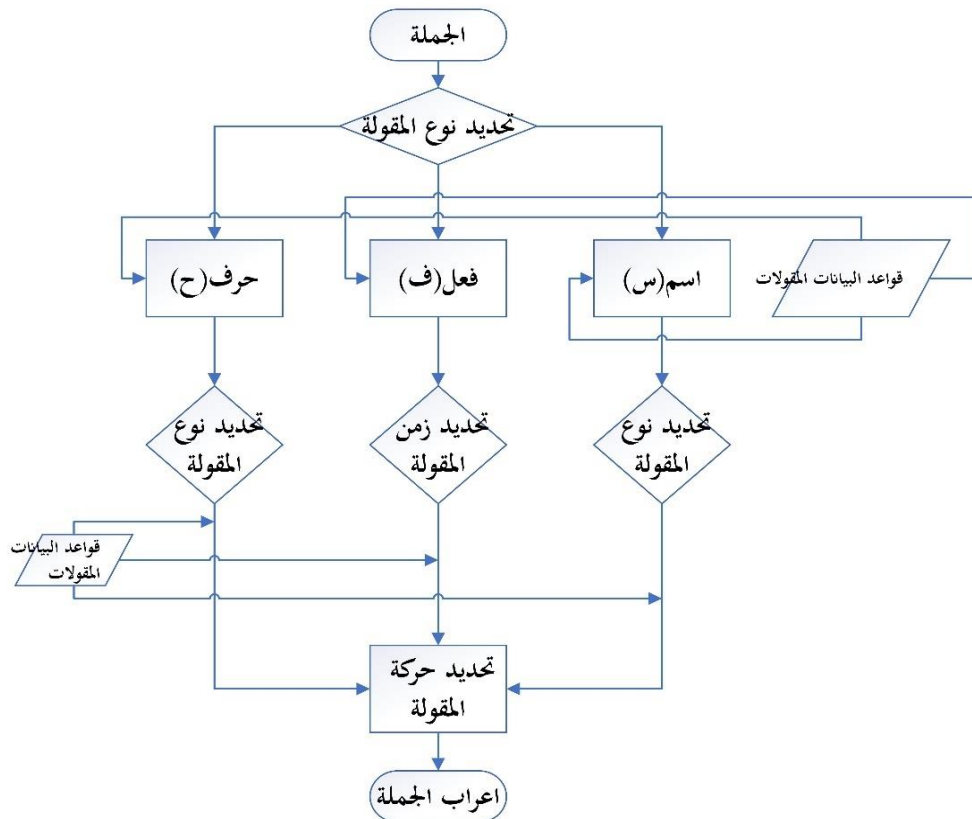 الجملة
تحديد نوع المقولة
اسم(س)
فعل(ف)
حرف(ح)
قواعد البيانات المقولات
تحديد نوع
المقولة
تحديد زمن
المقولة
تحديد نوع
المقولة
قواعد البيانات
المقولات
تحديد حركة
المقولة
اعراب الجملة